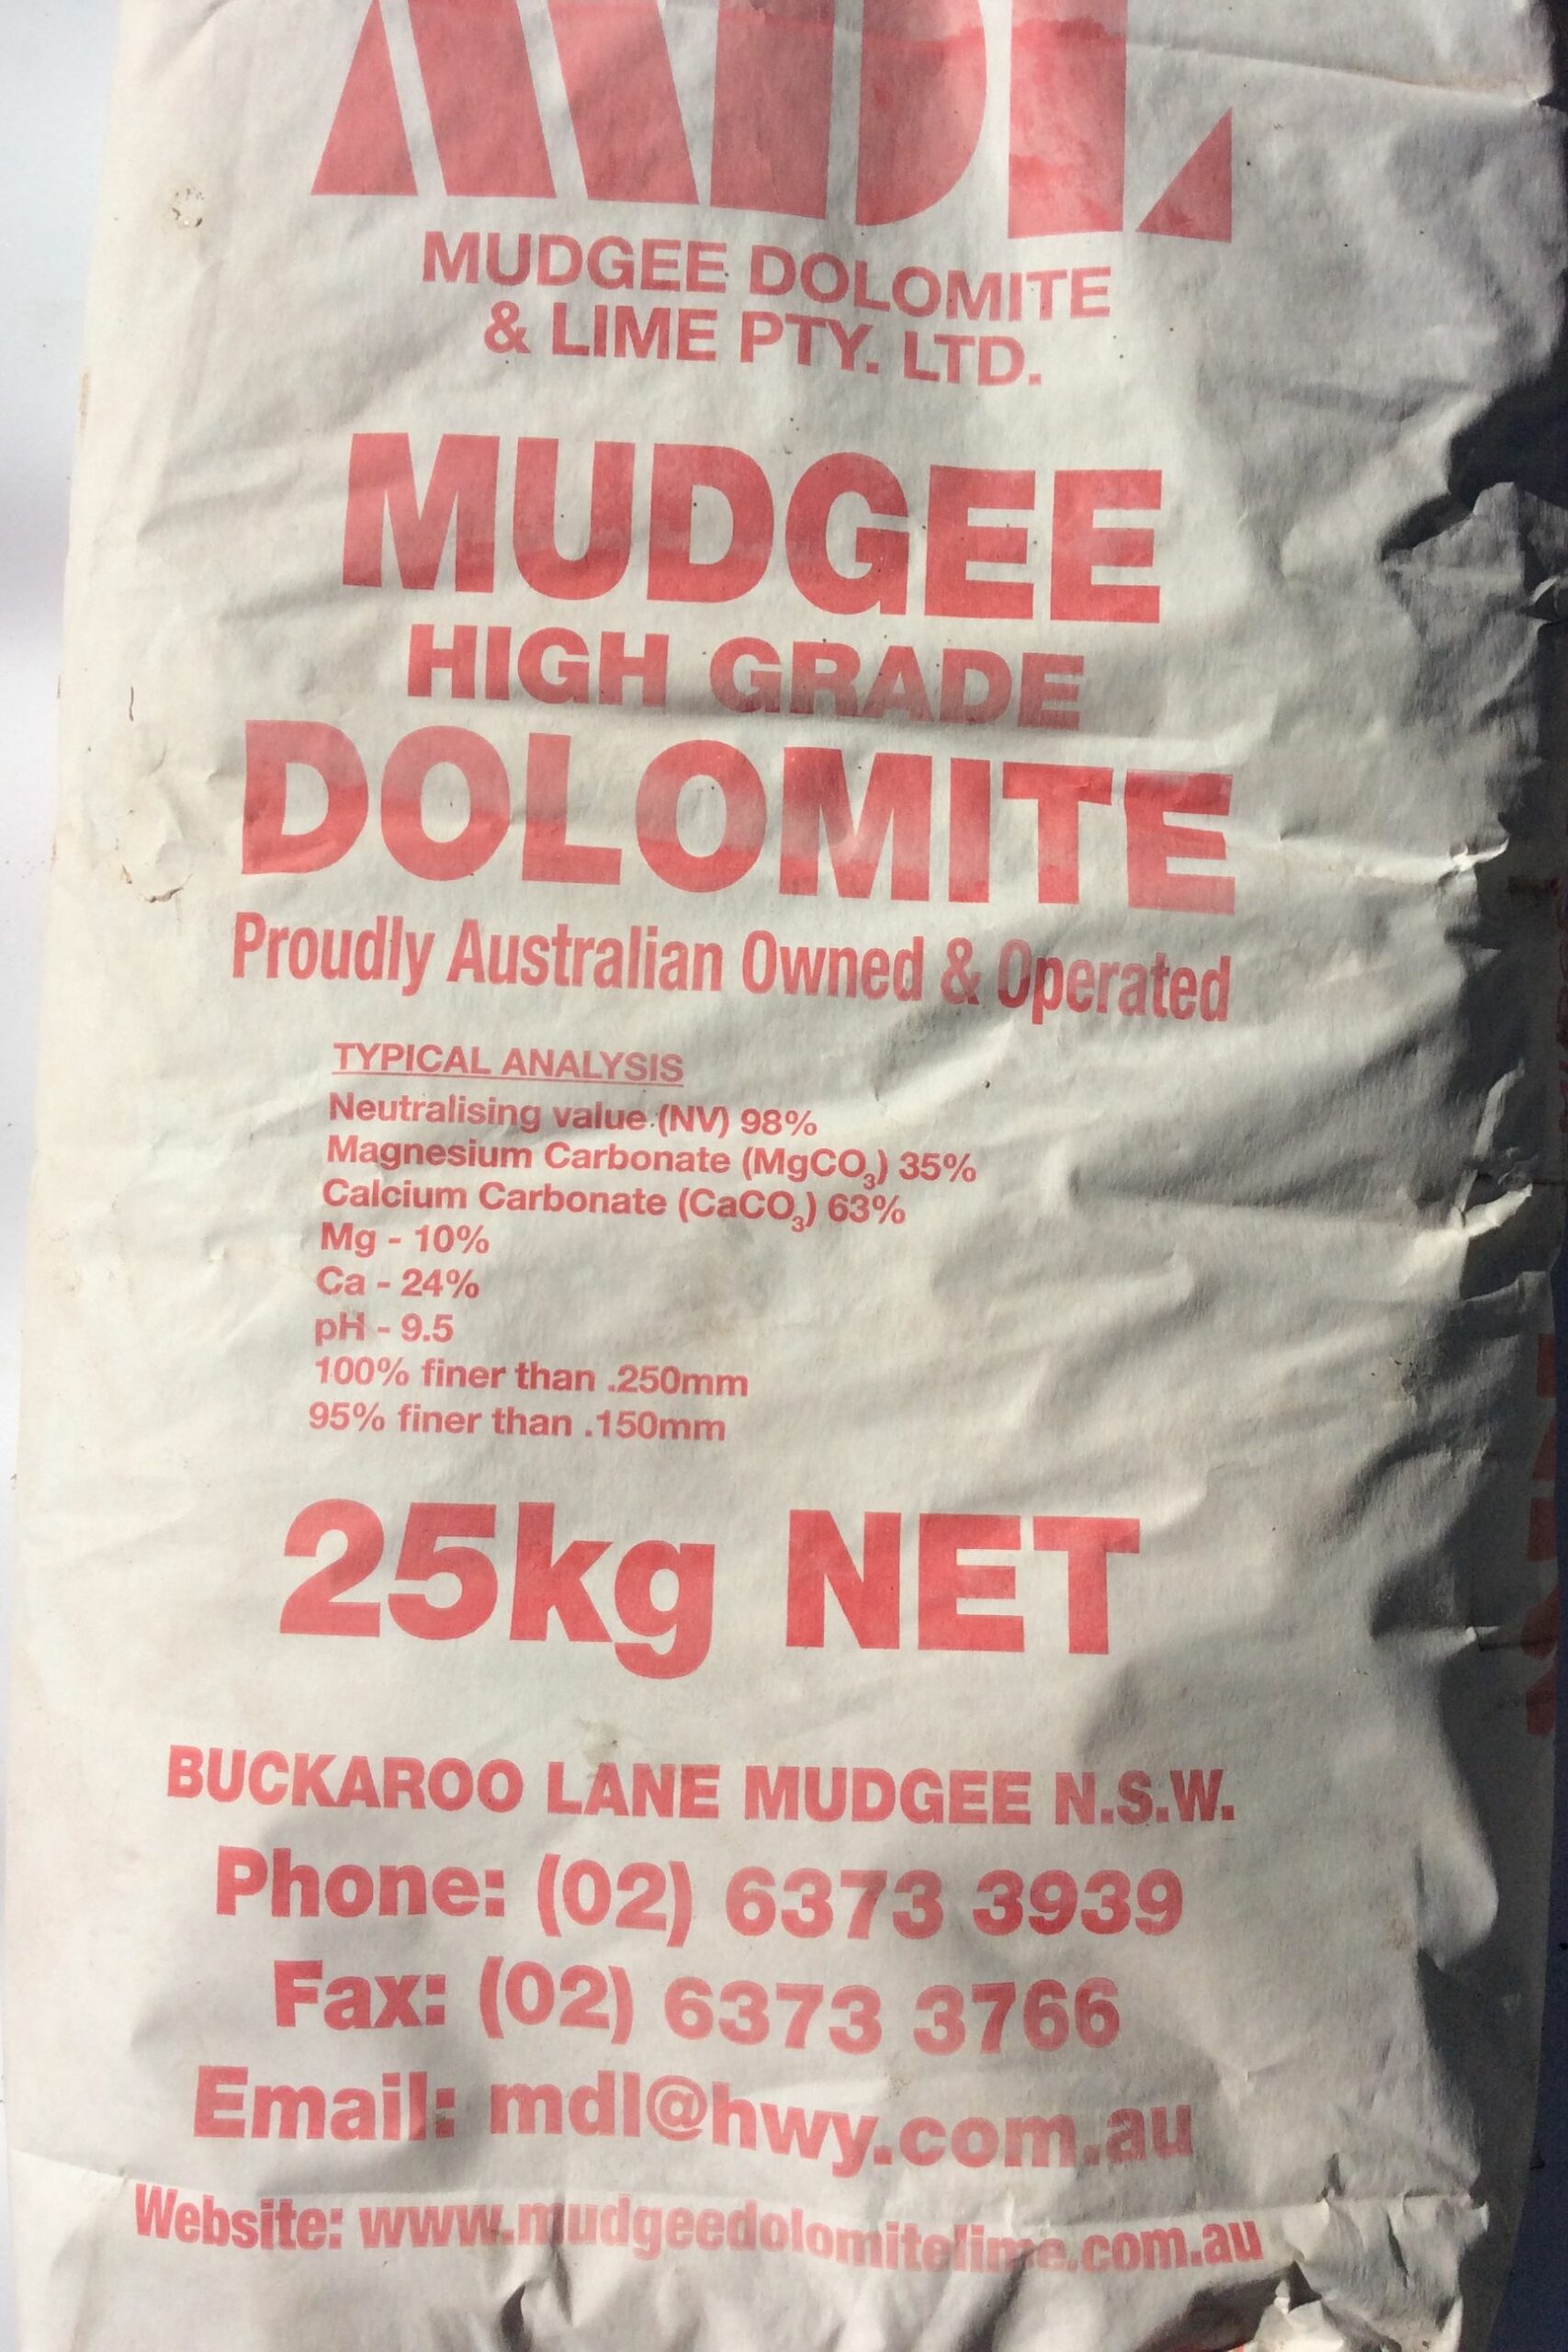 MDL
MUDGEE DOLOMITE
& LIME PTY. LTD.
MUDGEE
HIGH GRADE
DOLOMITE
Proudly Australian Owned & Operated
TYPICAL ANALYSIS
Neutralising value (NV) 98%
Magnesium Carbonate (MgCO₃) 35%
Calcium Carbonate (CaCO₃) 63%
Mg - 10%
Ca - 24%
pH - 9.5
100% finer than .250mm
95% finer than .150mm
25kg NET
BUCKAROO LANE MUDGEE N.S.W.
Phone: (02) 6373 3939
Fax: (02) 6373 3766
Email: mdl@hwy.com.au
Website: www.mudgeedolomitelime.com.au